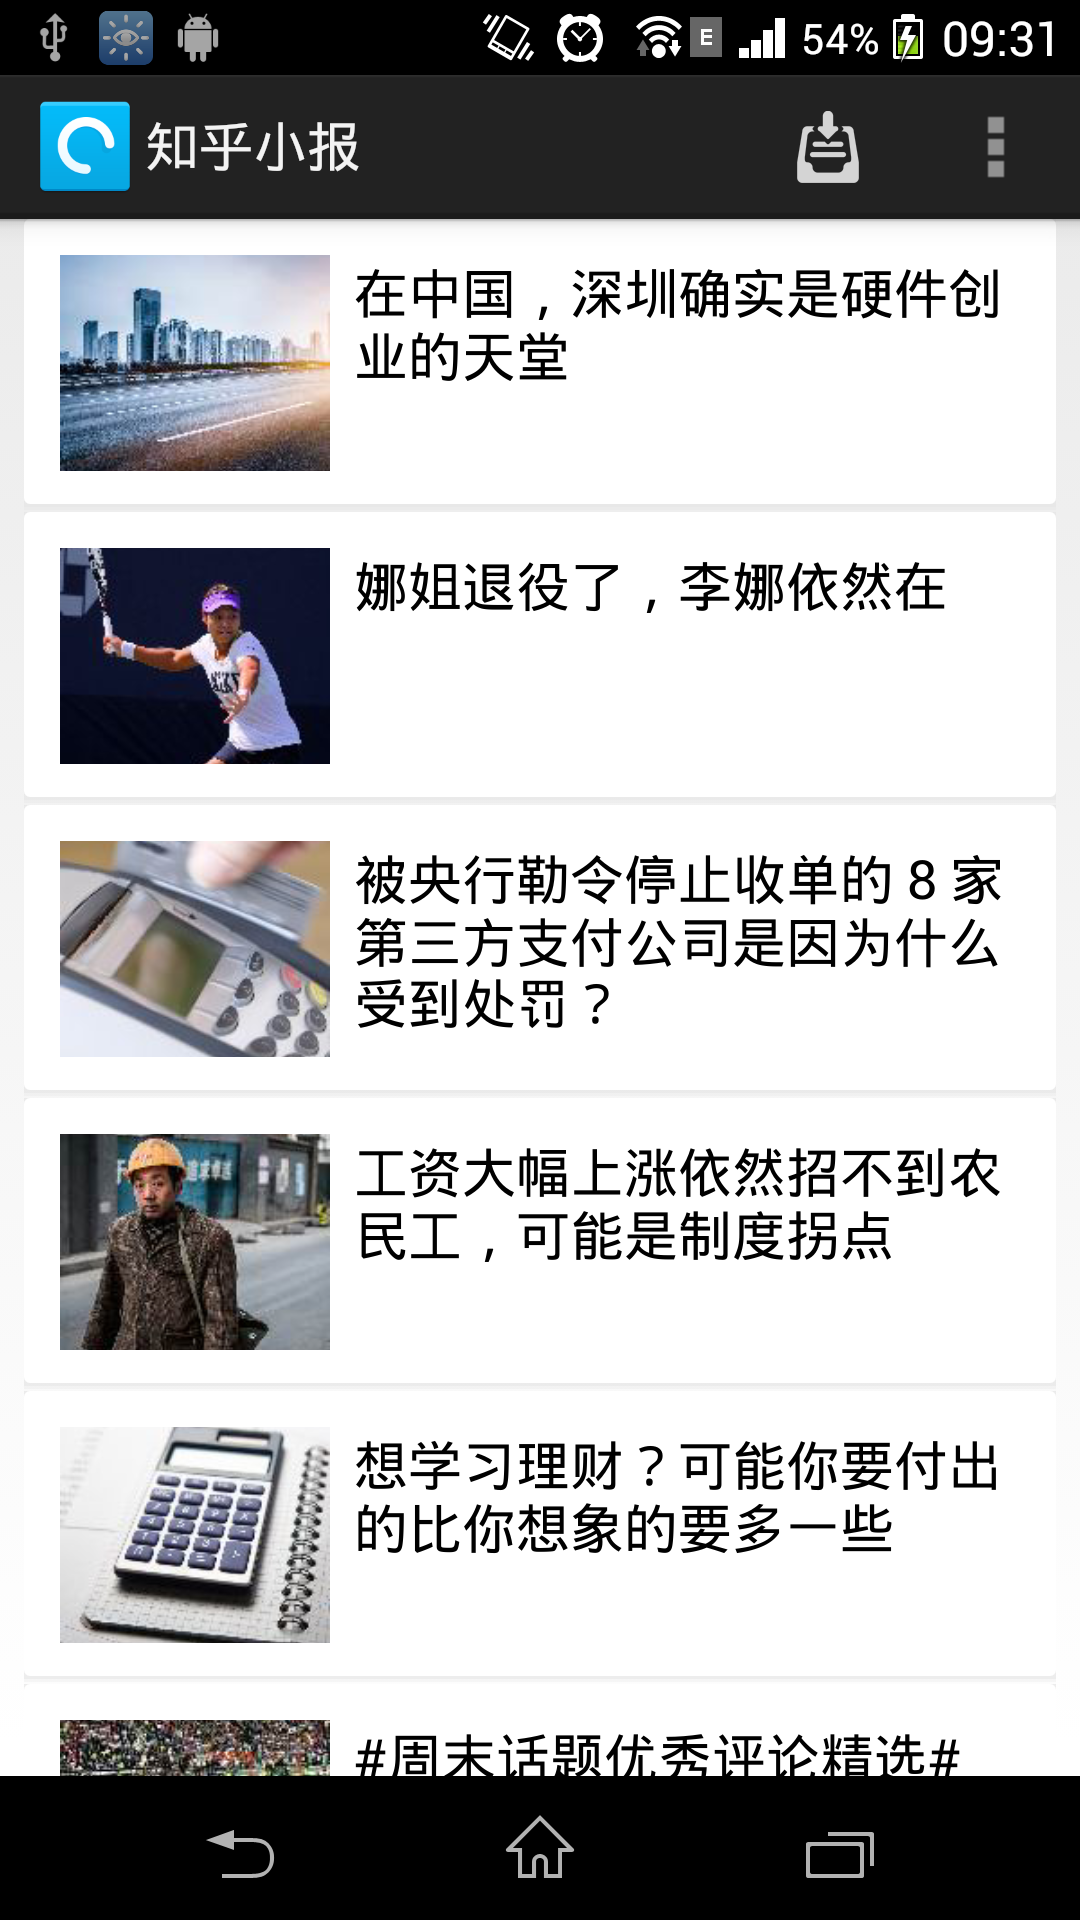 E 54% 09:31
知乎小报
在中国，深圳确实是硬件创
业的天堂
娜姐退役了，李娜依然在
被央行勒令停止收单的 8 家
第三方支付公司是因为什么
受到处罚？
工资大幅上涨依然招不到农
民工，可能是制度拐点
想学习理财？可能你要付出
的比你想象的要多一些
#周末话题优秀评论精选#